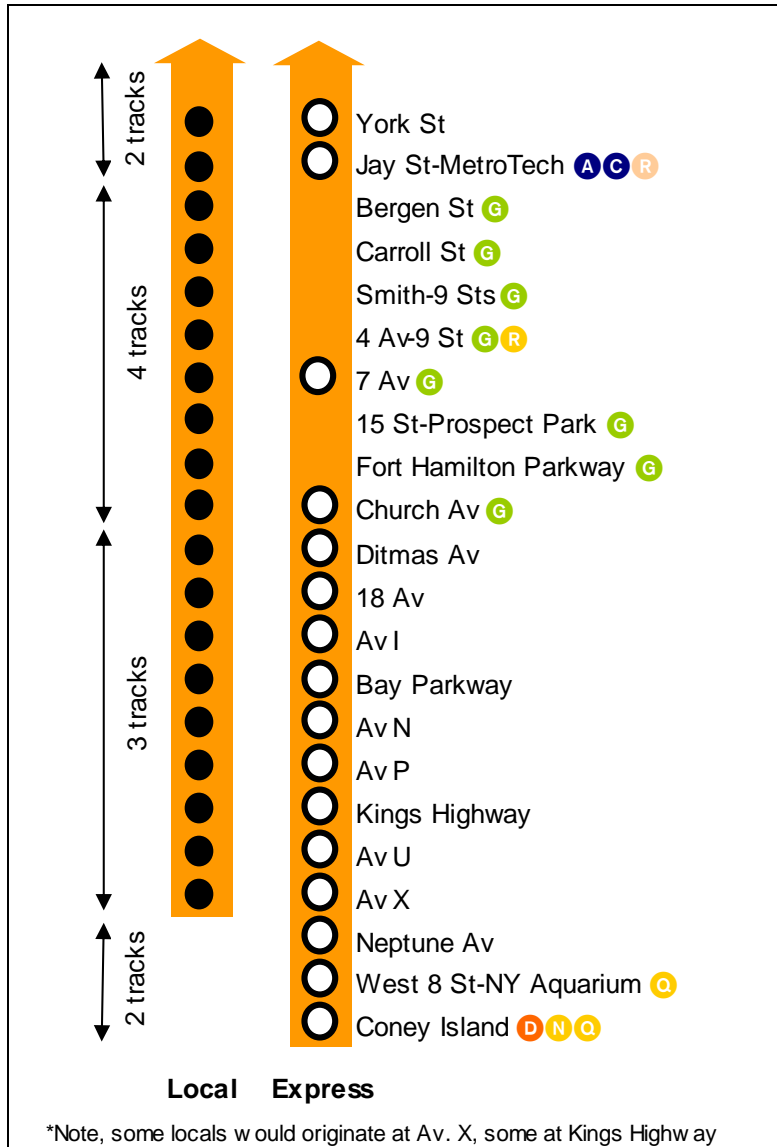 2 tracks
York St
Jay St-MetroTech A C R
Bergen St G
Carroll St G
Smith-9 Sts G
4 tracks
4 Av-9 St G R
7 Av G
15 St-Prospect Park G
Fort Hamilton Parkway G
Church Av G
Ditmas Av
18 Av
Av I
Bay Parkway
3 tracks
Av N
Av P
Kings Highway
Av U
Av X
2 tracks
Neptune Av
West 8 St-NY Aquarium Q
Coney Island D N Q
Local Express
*Note, some locals would originate at Av. X, some at Kings Highway